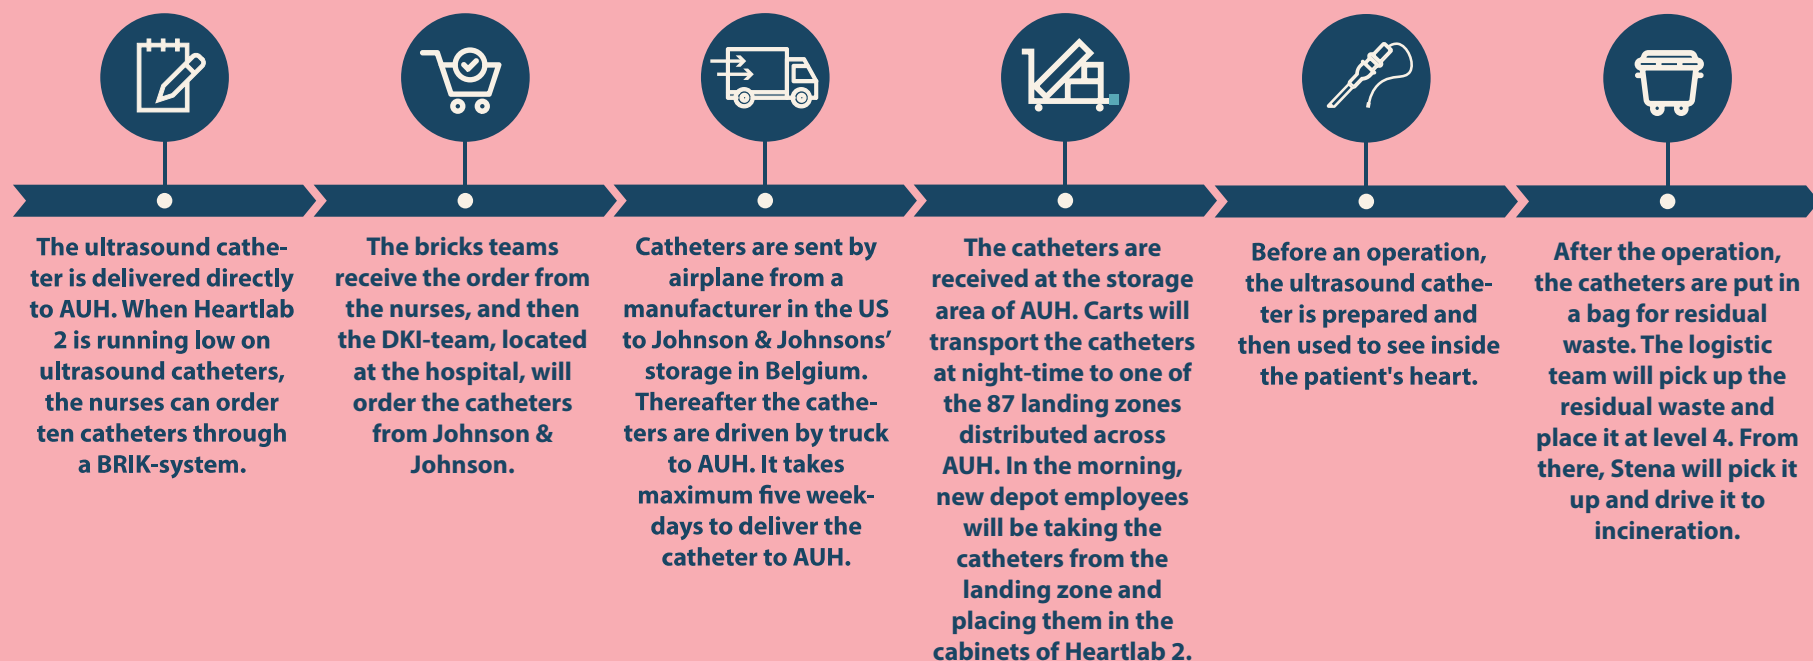 The ultrasound cathe-
ter is delivered directly
to AUH. When Heartlab
2 is running low on
ultrasound catheters,
the nurses can order
ten catheters through
a BRIK-system.
The bricks teams
receive the order from
the nurses, and then
the DKI-team, located
at the hospital, will
order the catheters
from Johnson &
Johnson.
Catheters are sent by
airplane from a
manufacturer in the US
to Johnson & Johnsons’
storage in Belgium.
Thereafter the cathe-
ters are driven by truck
to AUH. It takes
maximum five week-
days to deliver the
catheter to AUH.
The catheters are
received at the storage
area of AUH. Carts will
transport the catheters
at night-time to one of
the 87 landing zones
distributed across
AUH. In the morning,
new depot employees
will be taking the
catheters from the
landing zone and
placing them in the
cabinets of Heartlab 2.
Before an operation,
the ultrasound cathe-
ter is prepared and
then used to see inside
the patient's heart.
After the operation,
the catheters are put in
a bag for residual
waste. The logistic
team will pick up the
residual waste and
place it at level 4. From
there, Stena will pick it
up and drive it to
incineration.